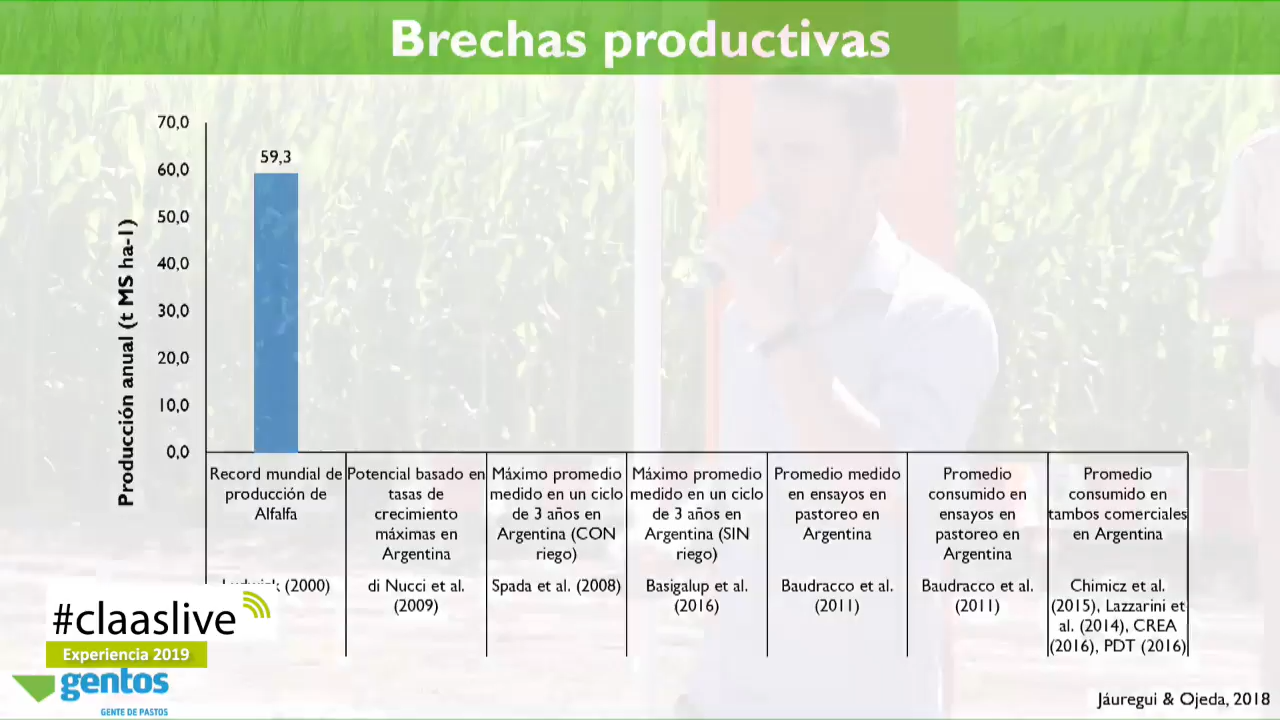 Brechas productivas
Producción anual (t MS ha-1)
70,0
60,0
50,0
40,0
30,0
20,0
10,0
0,0
59,3
Record mundial de
producción de
Alfalfa
(2000)
Potencial basado en
tasas de
crecimiento
máximas en
Argentina
di Nucci et al.
(2009)
Máximo promedio
medido en un ciclo
de 3 años en
Argentina (CON
riego)
Spada et al. (2008)
Máximo promedio
medido en un ciclo
de 3 años en
Argentina (SIN
riego)
Basigalup et al.
(2016)
Promedio medido
en ensayos en
pastoreo en
Argentina
Baudracco et al.
(2011)
Promedio
consumido en
ensayos en
pastoreo en
Argentina
Baudracco et al.
(2011)
Promedio
consumido en
tambos comerciales
en Argentina
Chimicz et al.
(2015), Lazzarini et
al. (2014), CREA
(2016), PDT (2016)
#claaslive
Experiencia 2019
gentos
GENTE DE PASTOS
Jáuregui & Ojeda, 2018